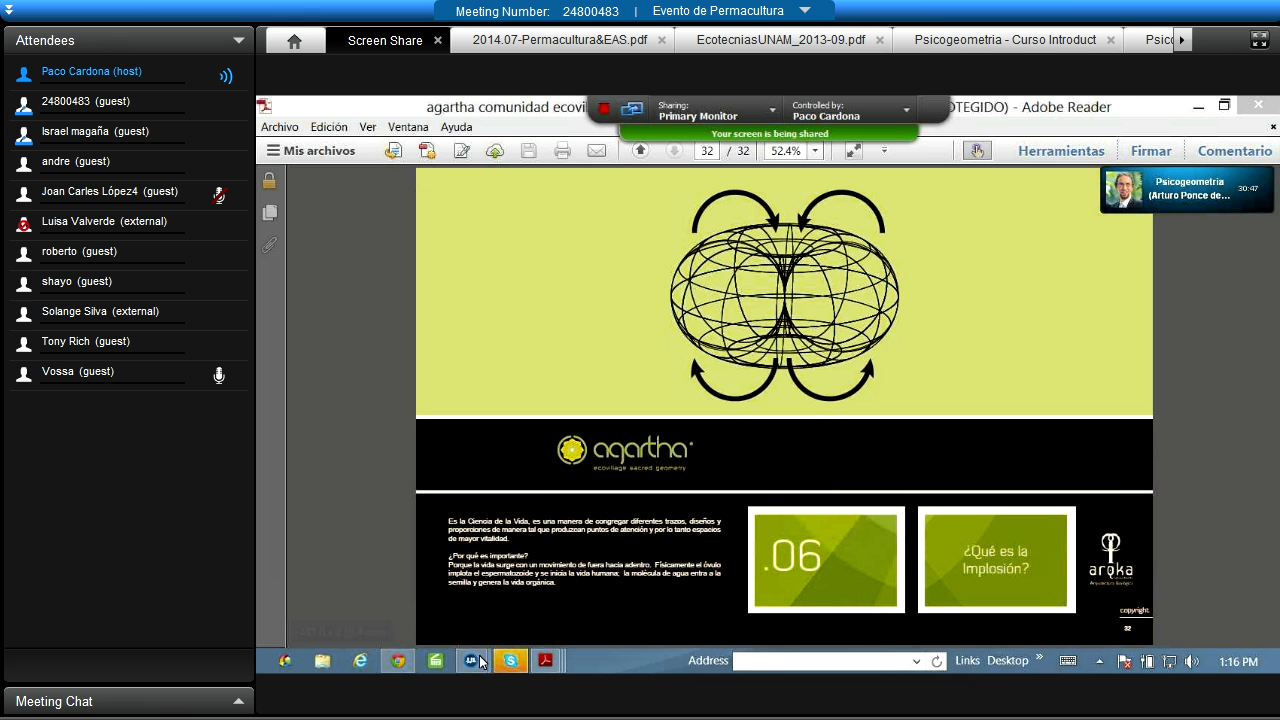 Meeting Number: 24800483 | Evento de Permacultura
Attendees
Screen Share
2014.07-Permacultura&EAS.pdf
EcotecniasUNAM_2013-09.pdf
Psicogeometria - Curso Introduct
Psico
Paco Cardona (host)
24800483 (guest)
Israel magaña (guest)
andre (guest)
Joan Carles López4 (guest)
Luisa Valverde (external)
roberto (guest)
shayo (guest)
Solange Silva (external)
Tony Rich (guest)
Vossa (guest)
agartha comunidad ecovi
OTEGIDO) - Adobe Reader
Sharing:
Primary Monitor
Controlled by:
Paco Cardona
Your screen is being shared
Archivo Edición Ver Ventana Ayuda
Mis archivos
32 / 32
52.4%
Herramientas
Firmar
Comentario
Psicogeometria
(Arturo Ponce de...
30:47
agartha
ecovillage sacred geometry
Es la Ciencia de la Vida, es una manera de congregar diferentes trazos, diseños y
proporciones de manera tal que produzcan puntos de atención y por lo tanto espacios
de mayor vitalidad.
¿Por qué es importante?
Porque la vida surge con un movimiento de fuera hacia adentro. Físicamente el óvulo
implota el espermatozoide y se inicia la vida humana; la molécula de agua entra a la
semilla y genera la vida orgánica.
.06
¿Qué es la
Implosión?
aroka
copyright
32
Address
Links Desktop »
1:16 PM
Meeting Chat